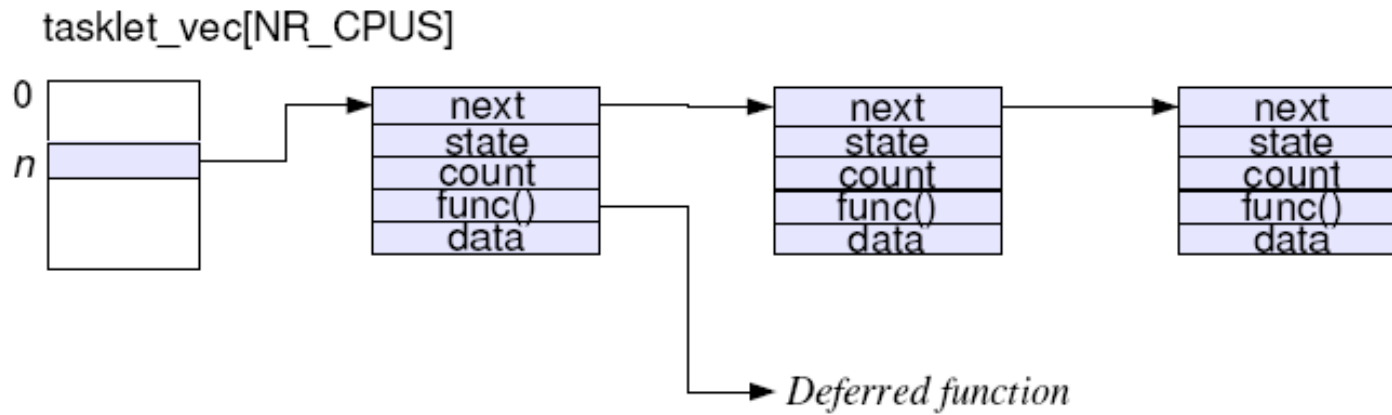 tasklet_vec[NR_CPUS]
0
n
next
state
count
func()
data
next
state
count
func()
data
next
state
count
func()
data
Deferred function